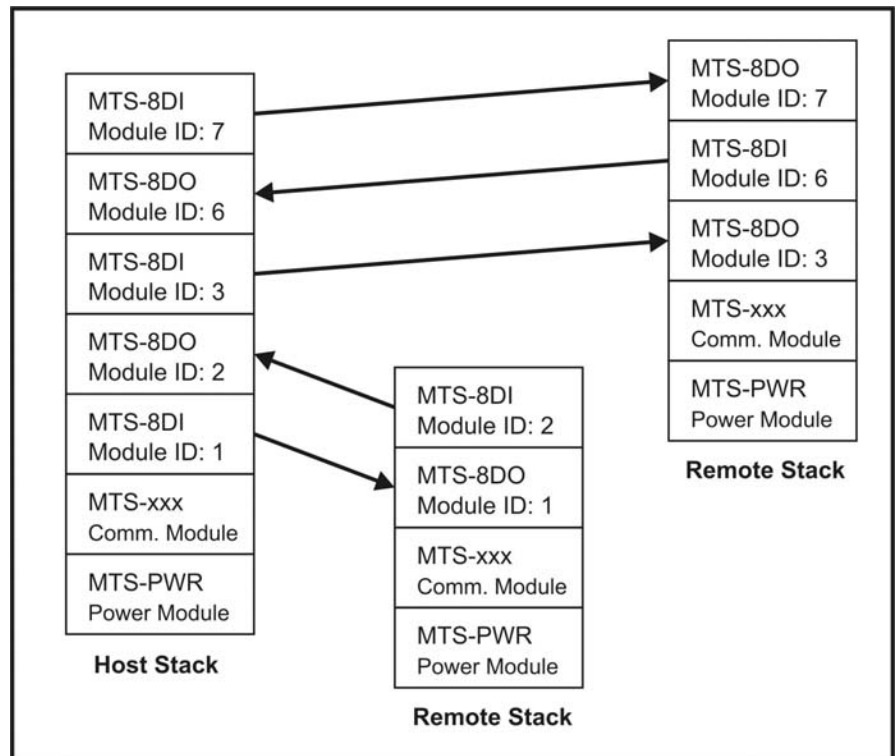 MTS-8DI
Module ID: 7
MTS-8DO
Module ID: 6
MTS-8DI
Module ID: 3
MTS-8DO
Module ID: 2
MTS-8DI
Module ID: 1
MTS-xxx
Comm. Module
MTS-PWR
Power Module
Host Stack
MTS-8DI
Module ID: 2
MTS-8DO
Module ID: 1
MTS-xxx
Comm. Module
MTS-PWR
Power Module
Remote Stack
MTS-8DO
Module ID: 7
MTS-8DI
Module ID: 6
MTS-8DO
Module ID: 3
MTS-xxx
Comm. Module
MTS-PWR
Power Module
Remote Stack